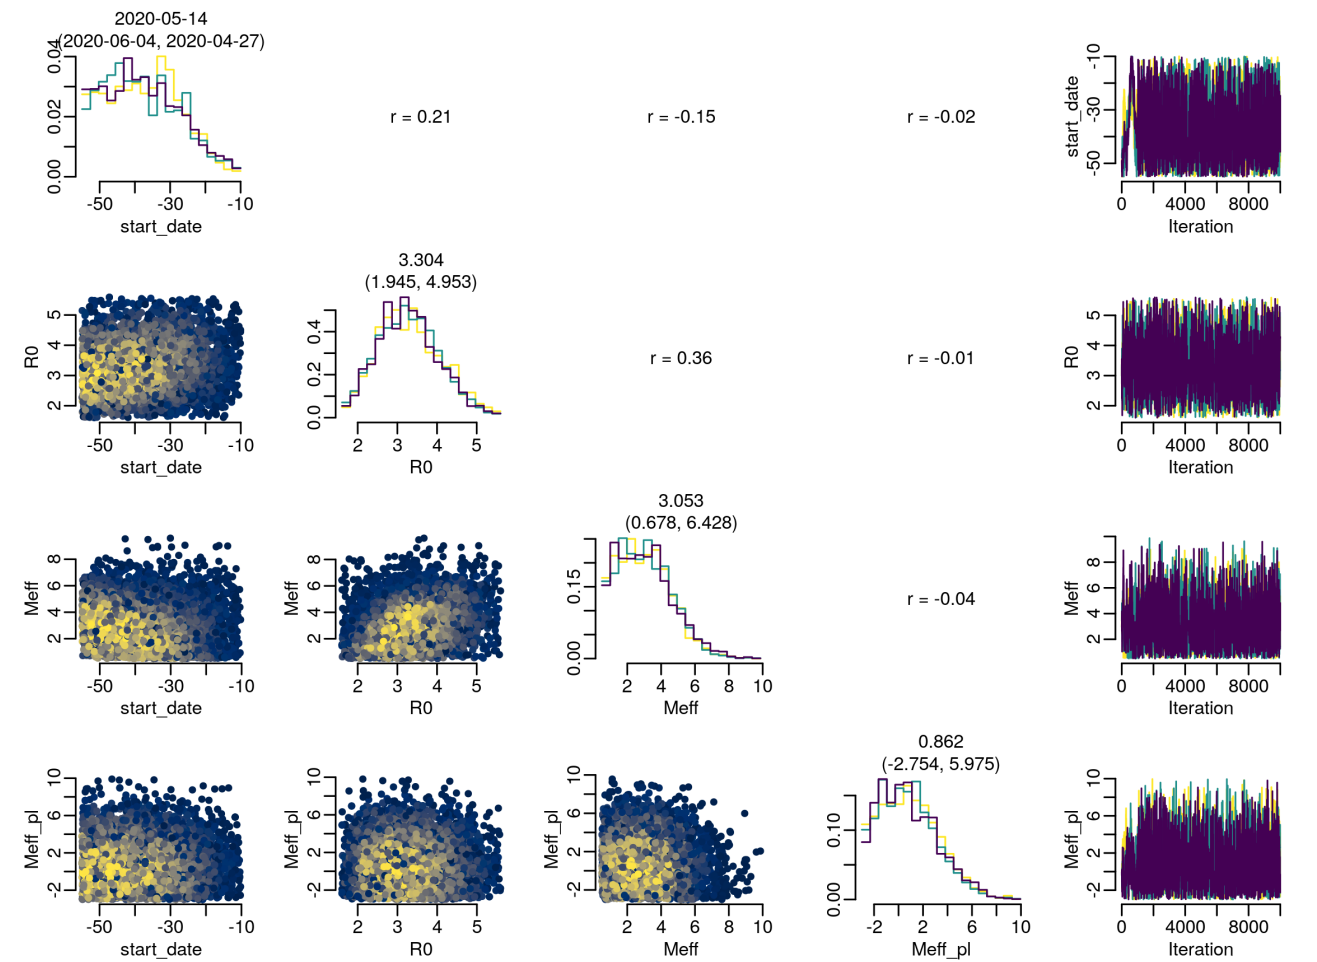 2020-05-14
(2020-06-04, 2020-04-27)
0.00 0.02 0.04
-50 -30 -10
start_date
r = 0.21
r = -0.15
r = -0.02
start_date
-50 -30 -10
0 4000 8000
Iteration
R0
2 3 4 5
-50 -30 -10
start_date
3.304
(1.945, 4.953)
0.0 0.2 0.4
2 3 4 5
R0
r = 0.36
r = -0.01
R0
2 3 4 5
0 4000 8000
Iteration
Meff
2 4 6 8
-50 -30 -10
start_date
Meff
2 4 6 8
2 3 4 5
R0
3.053
(0.678, 6.428)
0.00 0.15
2 4 6 8 10
Meff
r = -0.04
Meff
2 4 6 8
0 4000 8000
Iteration
Meff_pl
-2 2 6 10
-50 -30 -10
start_date
Meff_pl
-2 2 6 10
2 3 4 5
R0
Meff_pl
-2 2 6 10
2 4 6 8 10
Meff
0.862
(-2.754, 5.975)
0.00 0.10
-2 2 6 10
Meff_pl
Meff_pl
-2 2 6 10
0 4000 8000
Iteration